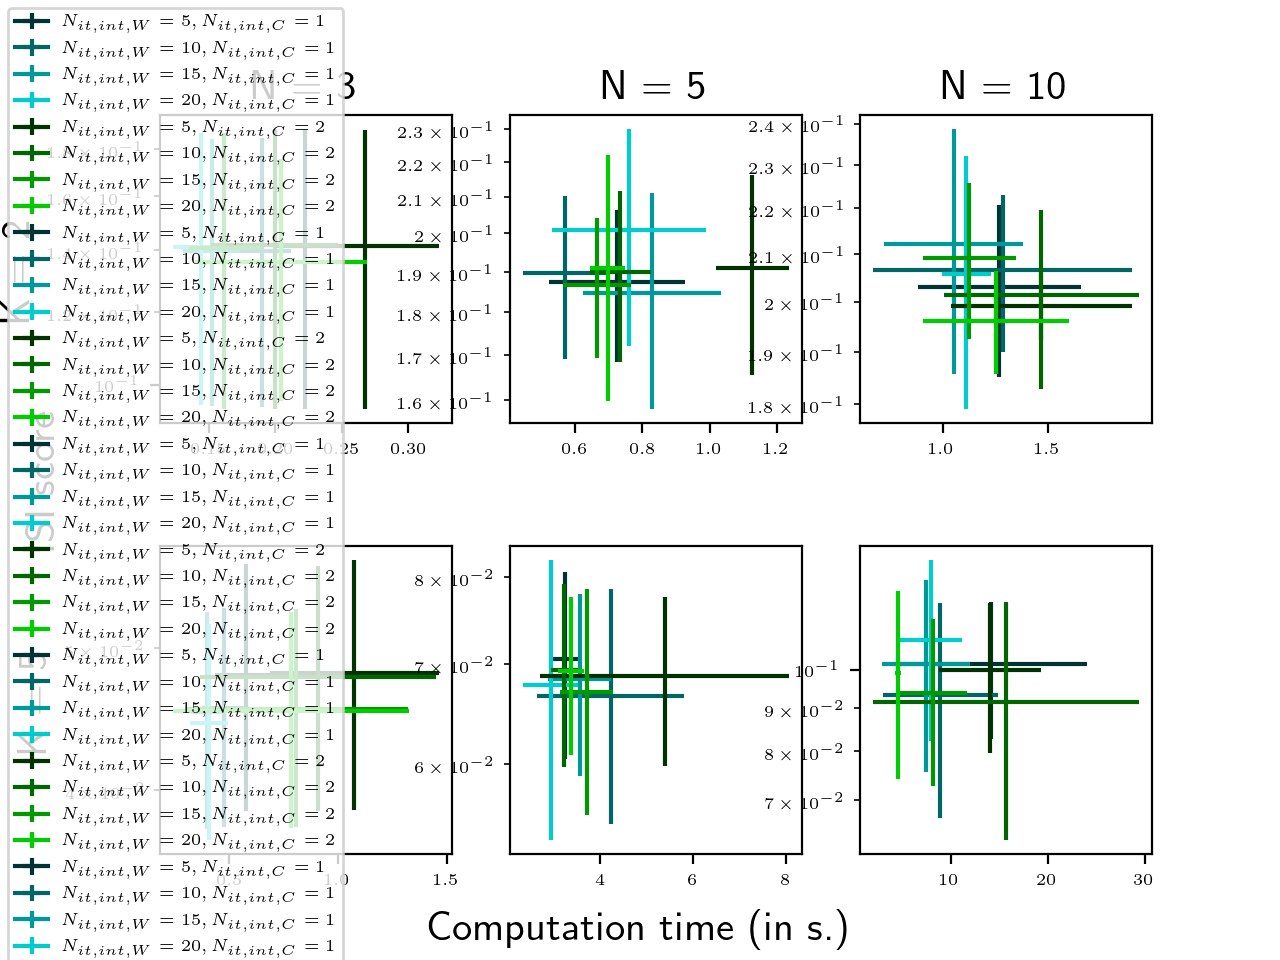 N = 3
N = 5
N = 10
N_{it,int,W} = 5, N_{it,int,C} = 1
N_{it,int,W} = 10, N_{it,int,C} = 1
N_{it,int,W} = 15, N_{it,int,C} = 1
N_{it,int,W} = 20, N_{it,int,C} = 1
N_{it,int,W} = 5, N_{it,int,C} = 2
N_{it,int,W} = 10, N_{it,int,C} = 2
N_{it,int,W} = 15, N_{it,int,C} = 2
N_{it,int,W} = 20, N_{it,int,C} = 2
N_{it,int,W} = 5, N_{it,int,C} = 1
N_{it,int,W} = 10, N_{it,int,C} = 1
N_{it,int,W} = 15, N_{it,int,C} = 1
N_{it,int,W} = 20, N_{it,int,C} = 1
N_{it,int,W} = 5, N_{it,int,C} = 2
N_{it,int,W} = 10, N_{it,int,C} = 2
N_{it,int,W} = 15, N_{it,int,C} = 2
N_{it,int,W} = 20, N_{it,int,C} = 2
N_{it,int,W} = 5, N_{it,int,C} = 1
N_{it,int,W} = 10, N_{it,int,C} = 1
N_{it,int,W} = 15, N_{it,int,C} = 1
N_{it,int,W} = 20, N_{it,int,C} = 1
N_{it,int,W} = 5, N_{it,int,C} = 2
N_{it,int,W} = 10, N_{it,int,C} = 2
N_{it,int,W} = 15, N_{it,int,C} = 2
N_{it,int,W} = 20, N_{it,int,C} = 2
N_{it,int,W} = 5, N_{it,int,C} = 1
N_{it,int,W} = 10, N_{it,int,C} = 1
N_{it,int,W} = 15, N_{it,int,C} = 1
N_{it,int,W} = 20, N_{it,int,C} = 1
N_{it,int,W} = 5, N_{it,int,C} = 2
N_{it,int,W} = 10, N_{it,int,C} = 2
N_{it,int,W} = 15, N_{it,int,C} = 2
N_{it,int,W} = 20, N_{it,int,C} = 2
N_{it,int,W} = 5, N_{it,int,C} = 1
N_{it,int,W} = 10, N_{it,int,C} = 1
N_{it,int,W} = 15, N_{it,int,C} = 1
N_{it,int,W} = 20, N_{it,int,C} = 1
K = 2
0.15 0.20 0.25 0.30
2.3 × 10⁻¹
2.2 × 10⁻¹
2.1 × 10⁻¹
2 × 10⁻¹
1.9 × 10⁻¹
1.8 × 10⁻¹
1.7 × 10⁻¹
1.6 × 10⁻¹
0.6 0.8 1.0 1.2
2.4 × 10⁻¹
2.3 × 10⁻¹
2.2 × 10⁻¹
2.1 × 10⁻¹
2 × 10⁻¹
1.9 × 10⁻¹
1.8 × 10⁻¹
1.0 1.5
score
K = 5
0.5 1.0 1.5
8 × 10⁻²
7 × 10⁻²
6 × 10⁻²
4 6 8
10⁻¹
9 × 10⁻²
8 × 10⁻²
7 × 10⁻²
10 20 30
Computation time (in s.)